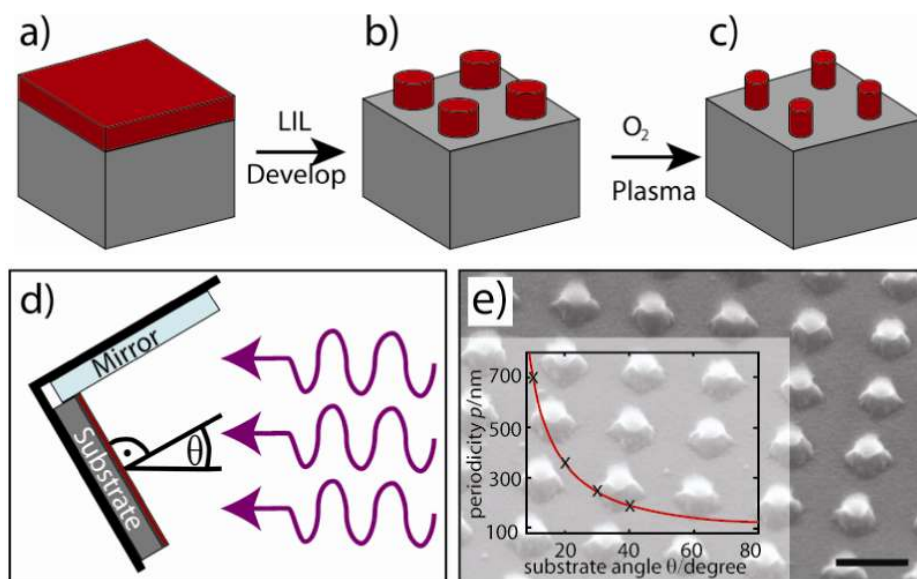 a)
b)
c)
LIL
Develop
O₂
Plasma
d)
Mirror
Substrate
θ
e)
periodicity p/nm
700
500
300
100
20 40 60 80
substrate angle θ/degree